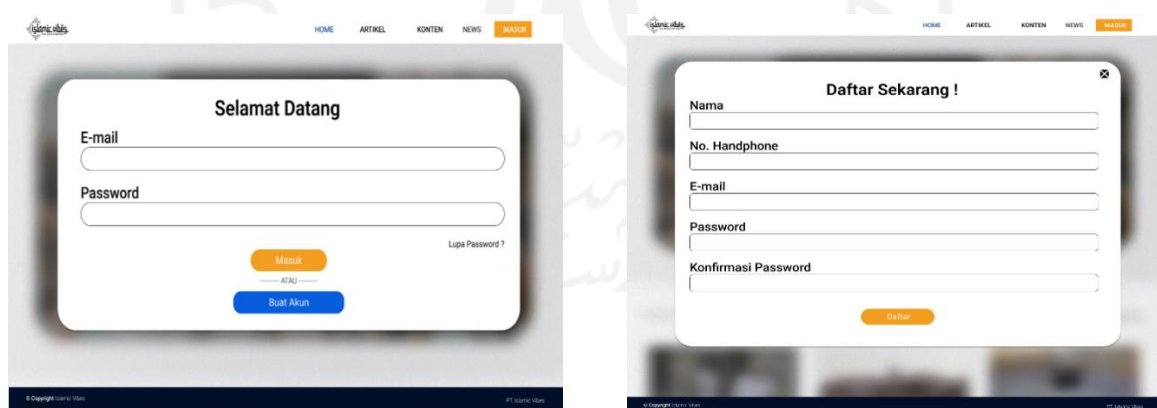 islamic vibes
HOME ARTIKEL KONTEN NEWS MASUK
Selamat Datang
E-mail
Password
Lupa Password ?
Masuk
ATAU
Buat Akun
© Copyright Islamic Vibes
PT Islamic Vibes
islamic vibes
HOME ARTIKEL KONTEN NEWS MASUK
Daftar Sekarang !
Nama
No. Handphone
E-mail
Password
Konfirmasi Password
Daftar
© Copyright Islamic Vibes
PT Islamic Vibes